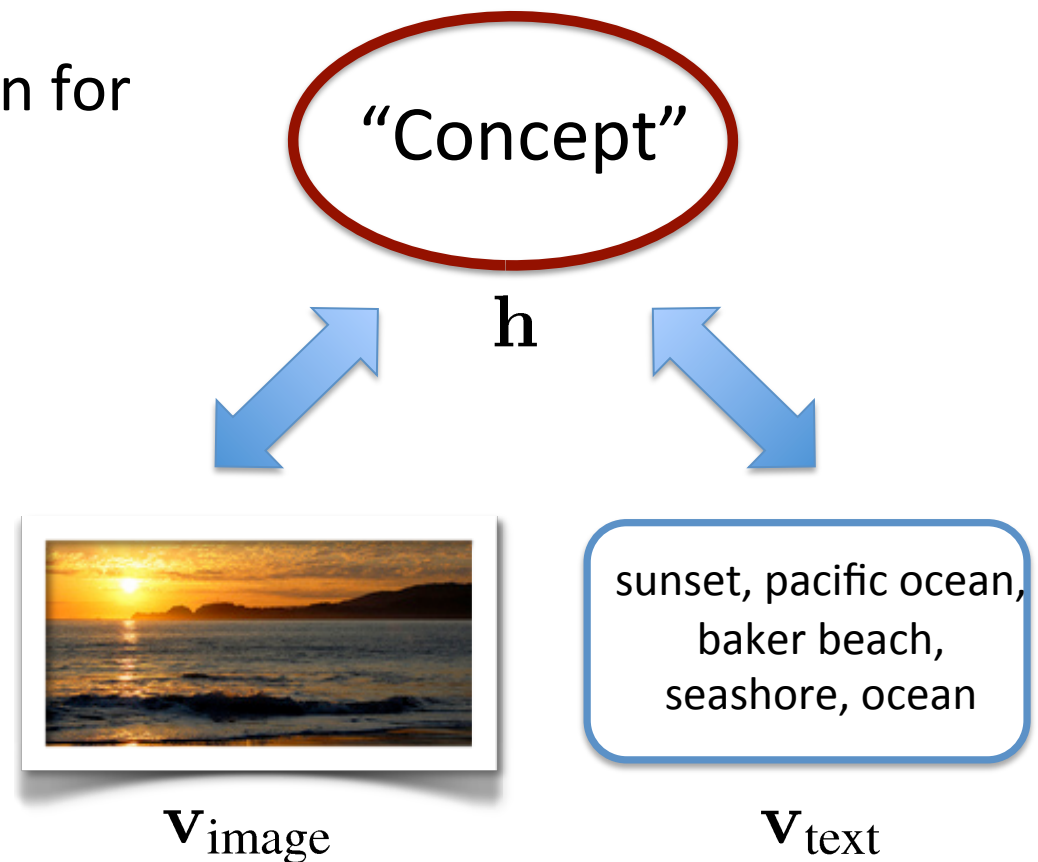 n for
“Concept”
h
sunset, pacific ocean,
baker beach,
seashore, ocean
v_image
v_text